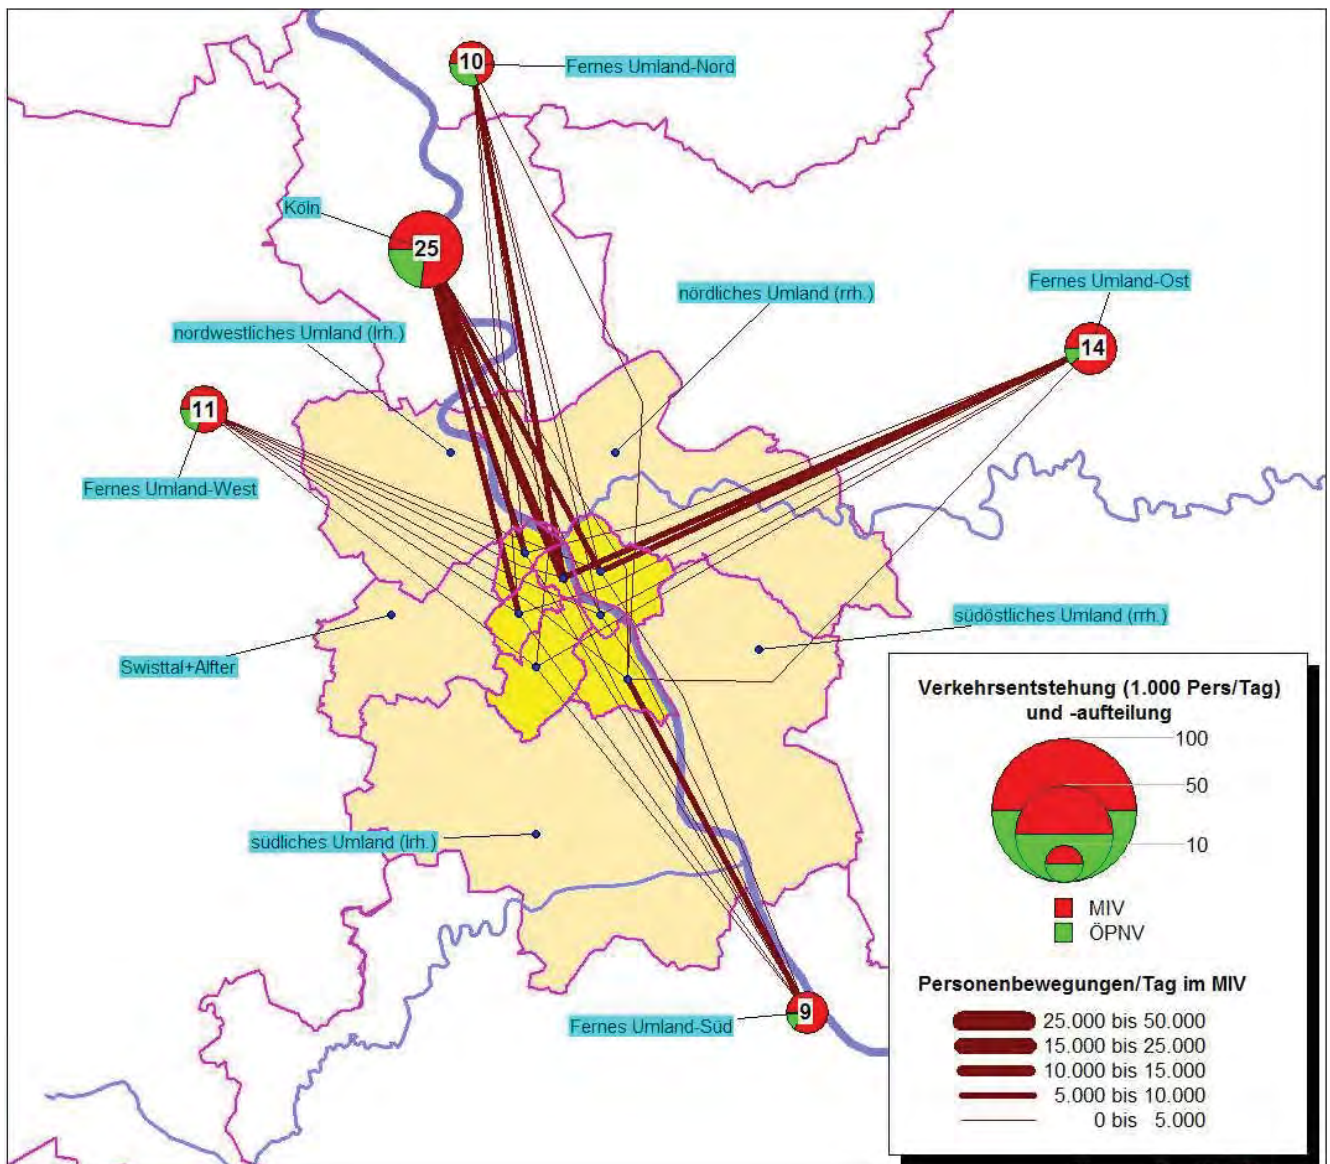 10
Fernes Umland-Nord
Köln
25
nördliches Umland (rrh.)
Fernes Umland-Ost
nordwestliches Umland (lrh.)
14
11
Fernes Umland-West
südöstliches Umland (rrh.)
Swisttal+Alfter
südliches Umland (lrh.)
9
Fernes Umland-Süd
Verkehrsentstehung (1.000 Pers/Tag)
und -aufteilung
100
50
10
MIV
ÖPNV
Personenbewegungen/Tag im MIV
25.000 bis 50.000
15.000 bis 25.000
10.000 bis 15.000
5.000 bis 10.000
0 bis 5.000